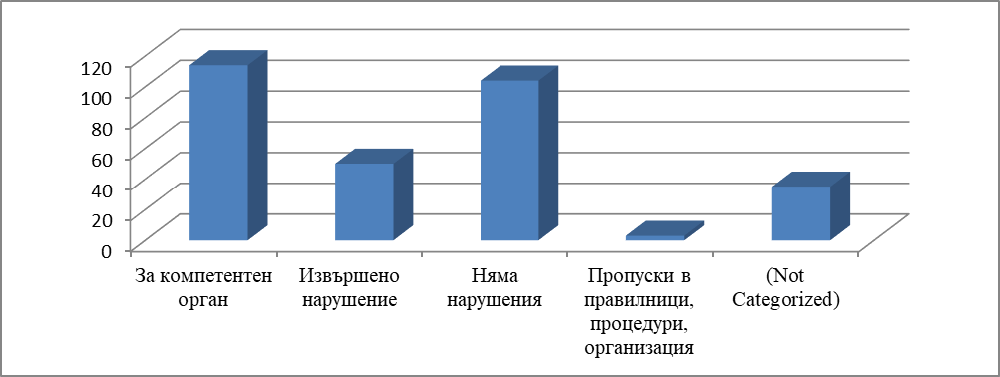 120
100
80
60
40
20
0
За компетентен
орган
Извършено
нарушение
Няма
нарушения
Пропуски в
правилници,
процедури,
организация
(Not
Categorized)